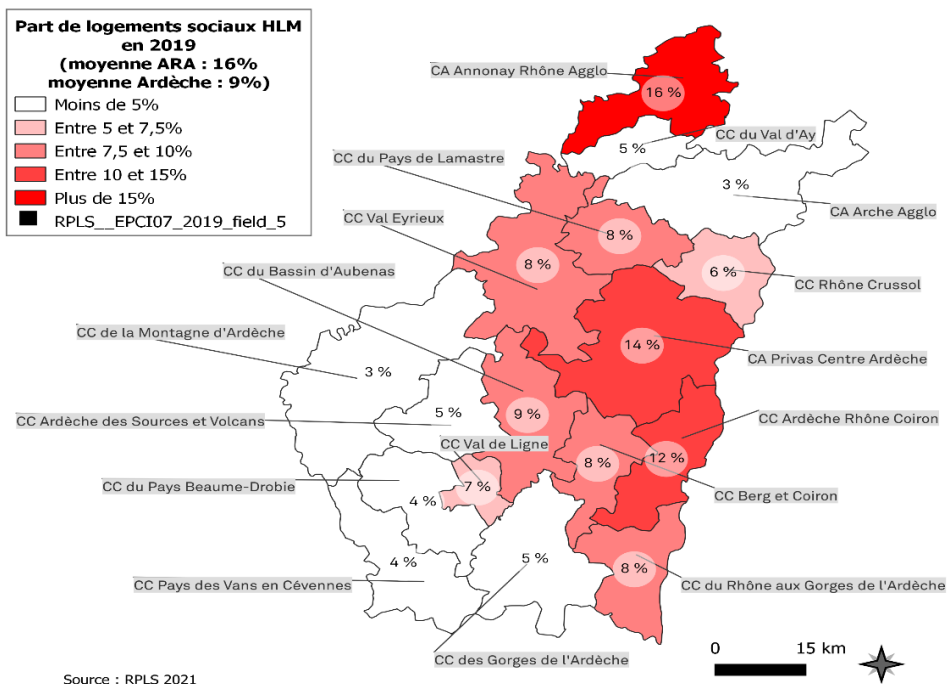 Part de logements sociaux HLM
en 2019
(moyenne ARA : 16%
moyenne Ardèche : 9%)
Moins de 5%
Entre 5 et 7,5%
Entre 7,5 et 10%
Entre 10 et 15%
Plus de 15%
RPLS__EPCI07_2019_field_5
CA Annonay Rhône Agglo
16 %
CC du Val d'Ay
5 %
CC du Pays de Lamastre
3 %
CA Arche Agglo
CC Val Eyrieux
8 %
8 %
CC du Bassin d'Aubenas
6 %
CC Rhône Crussol
CC de la Montagne d'Ardèche
14 %
CA Privas Centre Ardèche
3 %
CC Ardèche des Sources et Volcans
5 %
9 %
CC Ardèche Rhône Coiron
CC Val de Ligne
12 %
8 %
CC du Pays Beaume-Drobie
7 %
CC Berg et Coiron
4 %
4 %
5 %
8 %
CC Pays des Vans en Cévennes
CC du Rhône aux Gorges de l'Ardèche
CC des Gorges de l'Ardèche
0 15 km
Source : RPLS 2021